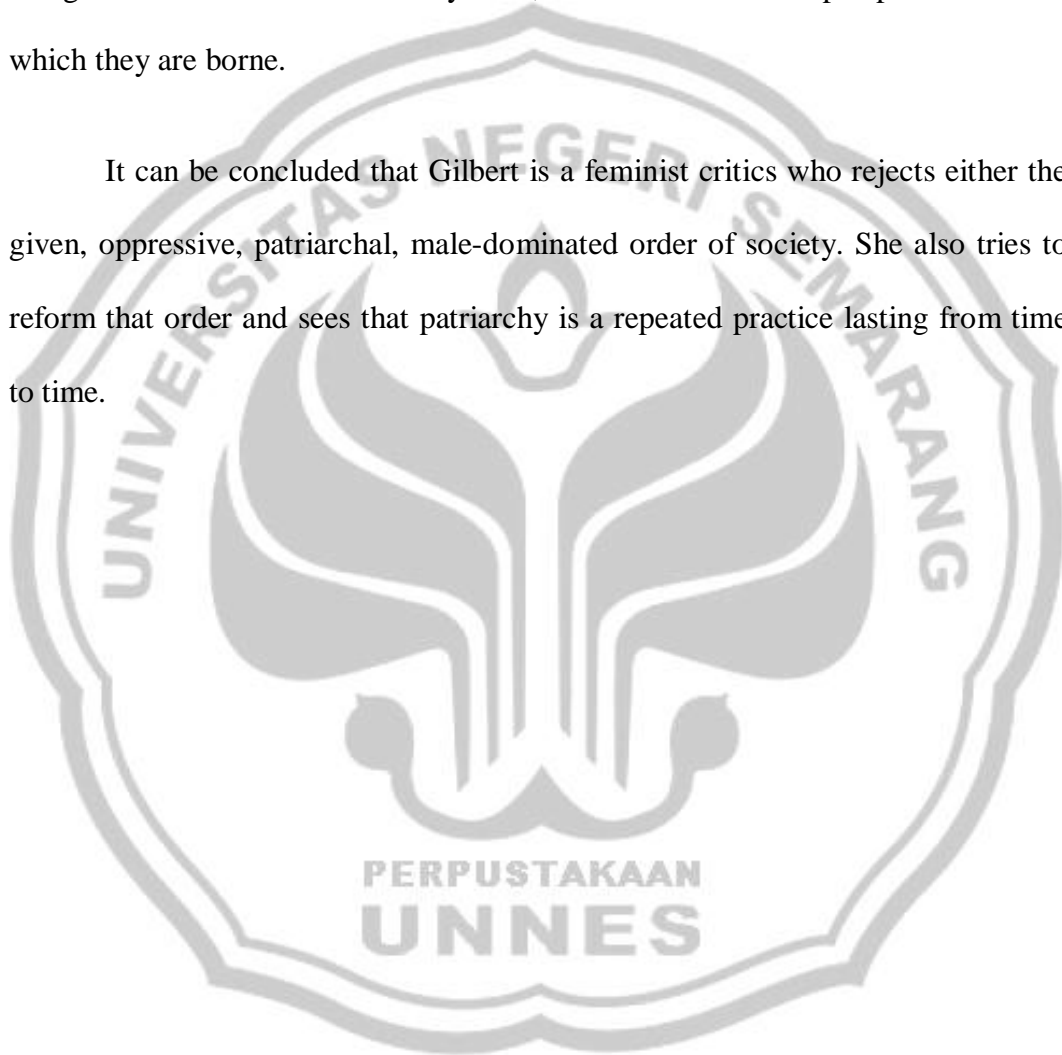 which they are borne.
It can be concluded that Gilbert is a feminist critics who rejects either the
given, oppressive, patriarchal, male-dominated order of society. She also tries to
reform that order and sees that patriarchy is a repeated practice lasting from time
to time.
UNIVERSITAS NEGERI SEMARANG
PERPUSTAKAAN
UNNES